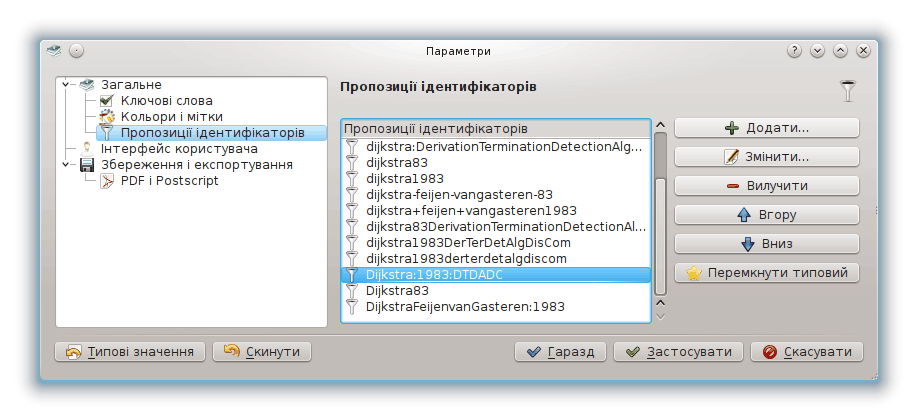 Параметри
Загальне
Ключові слова
Кольори і мітки
Пропозиції ідентифікаторів
Інтерфейс користувача
Збереження і експортування
PDF і Postscript
Пропозиції ідентифікаторів
Пропозиції ідентифікаторів
dijkstra:DerivationTerminationDetectionAlg...
dijkstra83
dijkstra1983
dijkstra-feijen-vangasteren-83
dijkstra+feijen+vangasteren1983
dijkstra83DerivationTerminationDetectionAl...
dijkstra1983DerTerDetAlgDisCom
dijkstra1983derterdetalgdiscom
Dijkstra:1983:DTDADC
Dijkstra83
DijkstraFeijenvanGasteren:1983
Додати...
Змінити...
Вилучити
Вгору
Вниз
Перемкнути типовий
Типові значення
Скинути
Гаразд
Застосувати
Скасувати